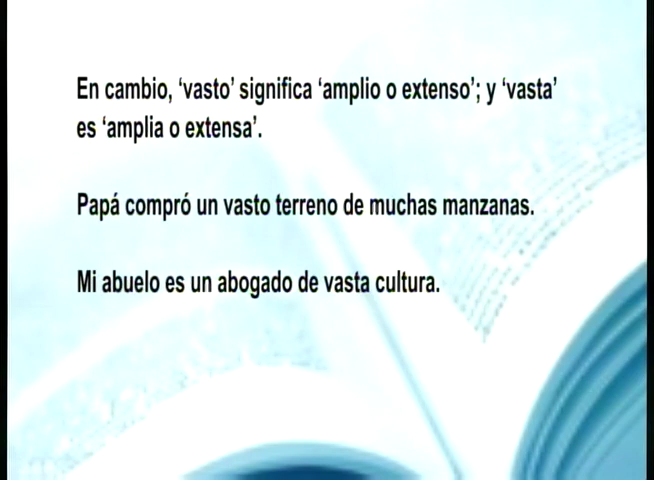 En cambio, ‘vasto’ significa ‘amplio o extenso’; y ‘vasta’
es ‘amplia o extensa’.
Papá compró un vasto terreno de muchas manzanas.
Mi abuelo es un abogado de vasta cultura.